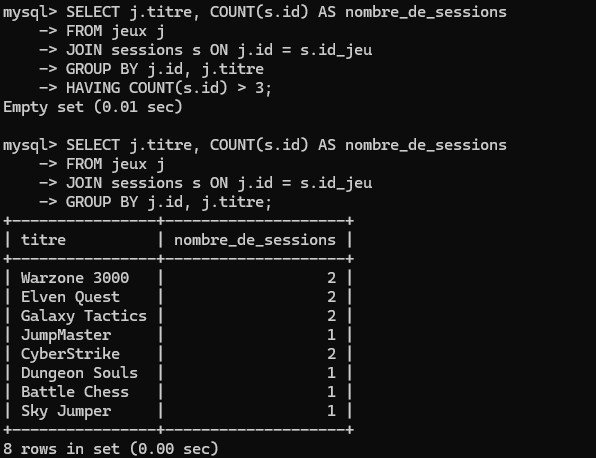 mysql> SELECT j.titre, COUNT(s.id) AS nombre_de_sessions
    -> FROM jeux j
    -> JOIN sessions s ON j.id = s.id_jeu
    -> GROUP BY j.id, j.titre
    -> HAVING COUNT(s.id) > 3;
Empty set (0.01 sec)

mysql> SELECT j.titre, COUNT(s.id) AS nombre_de_sessions
    -> FROM jeux j
    -> JOIN sessions s ON j.id = s.id_jeu
    -> GROUP BY j.id, j.titre;
+----------------+--------------------+
| titre          | nombre_de_sessions |
+----------------+--------------------+
| Warzone 3000   |                  2 |
| Elven Quest    |                  2 |
| Galaxy Tactics |                  2 |
| JumpMaster     |                  1 |
| CyberStrike    |                  2 |
| Dungeon Souls  |                  1 |
| Battle Chess   |                  1 |
| Sky Jumper     |                  1 |
+----------------+--------------------+
8 rows in set (0.00 sec)